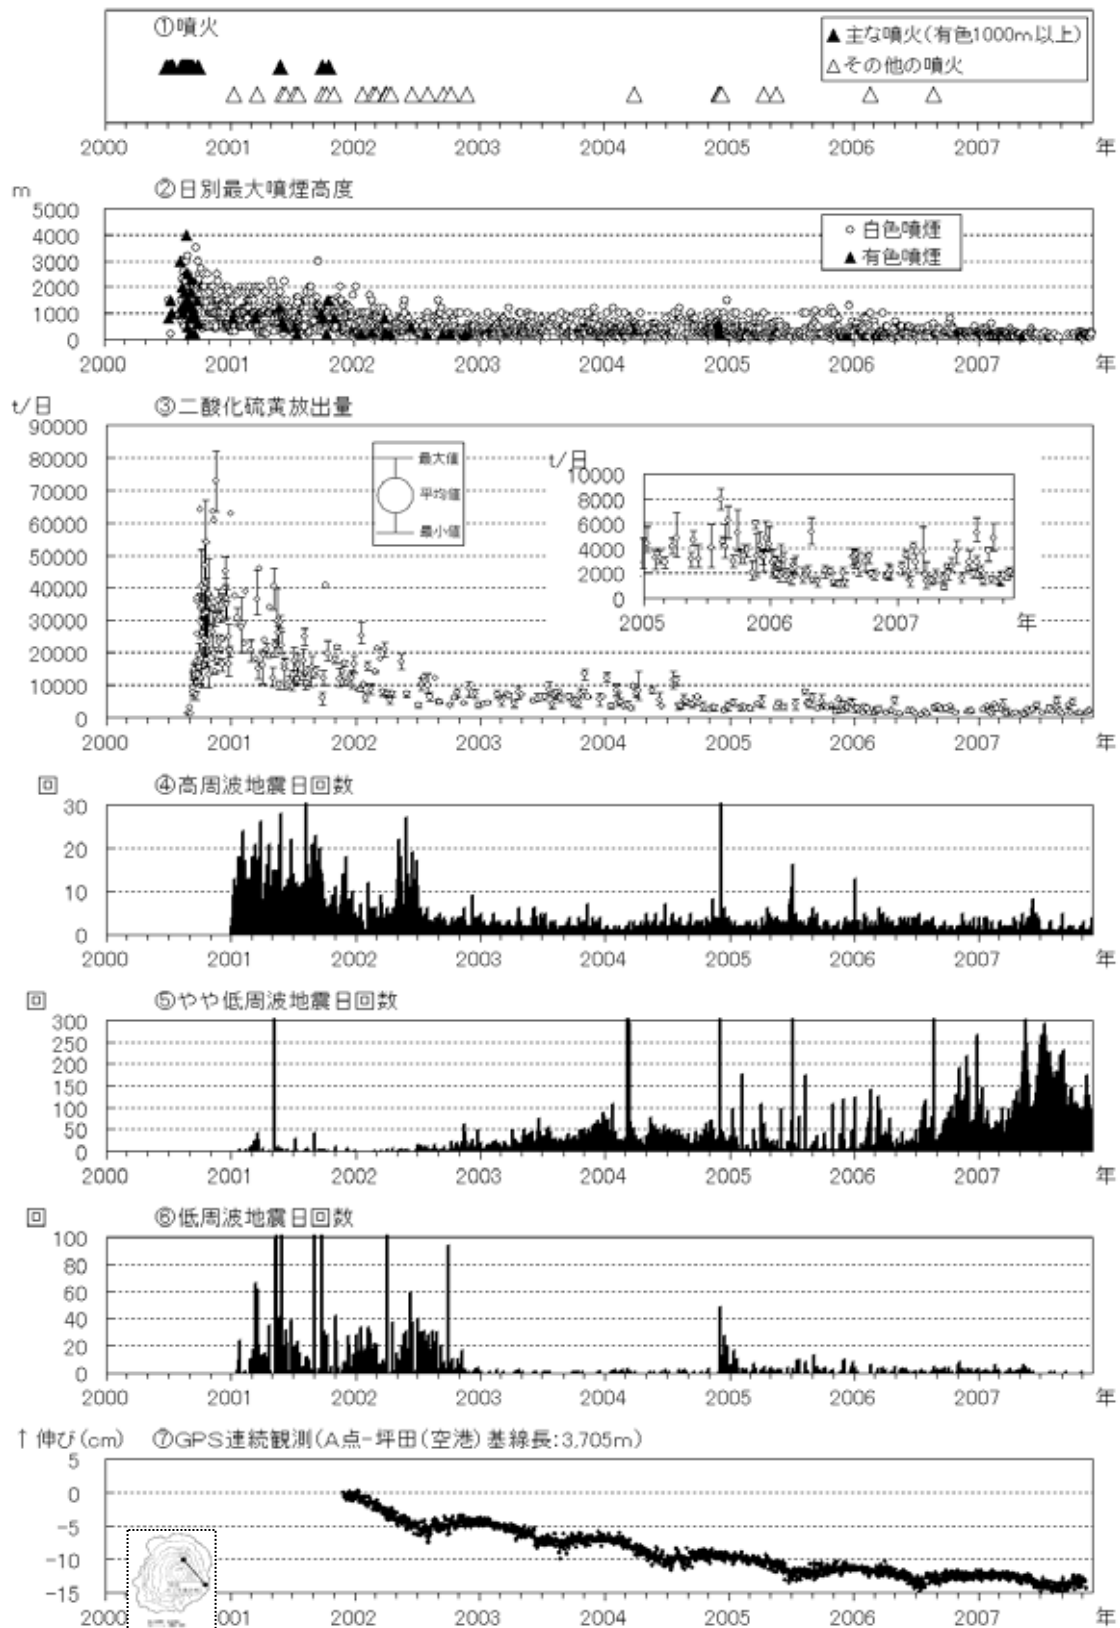 ①噴火
▲主な噴火(有色1000m以上)
△その他の噴火
2000 2001 2002 2003 2004 2005 2006 2007 年
m ②日別最大噴煙高度
5000
4000
3000
2000
1000
0
○ 白色噴煙
▲ 有色噴煙
2000 2001 2002 2003 2004 2005 2006 2007 年
t/日 ③二酸化硫黄放出量
90000
80000
70000
60000
50000
40000
30000
20000
10000
0
最大値
平均値
最小値
t/日
10000
8000
6000
4000
2000
0
2005 2006 2007 年
2000 2001 2002 2003 2004 2005 2006 2007 年
回 ④高周波地震日回数
30
20
10
0
2000 2001 2002 2003 2004 2005 2006 2007 年
回 ⑤やや低周波地震日回数
300
250
200
150
100
50
0
2000 2001 2002 2003 2004 2005 2006 2007 年
回 ⑥低周波地震日回数
100
80
60
40
20
0
2000 2001 2002 2003 2004 2005 2006 2007 年
↑伸び(cm) ⑦GPS連続観測(A点-坪田(空港)基線長:3,705m)
5
0
-5
-10
-15
2000 2001 2002 2003 2004 2005 2006 2007 年